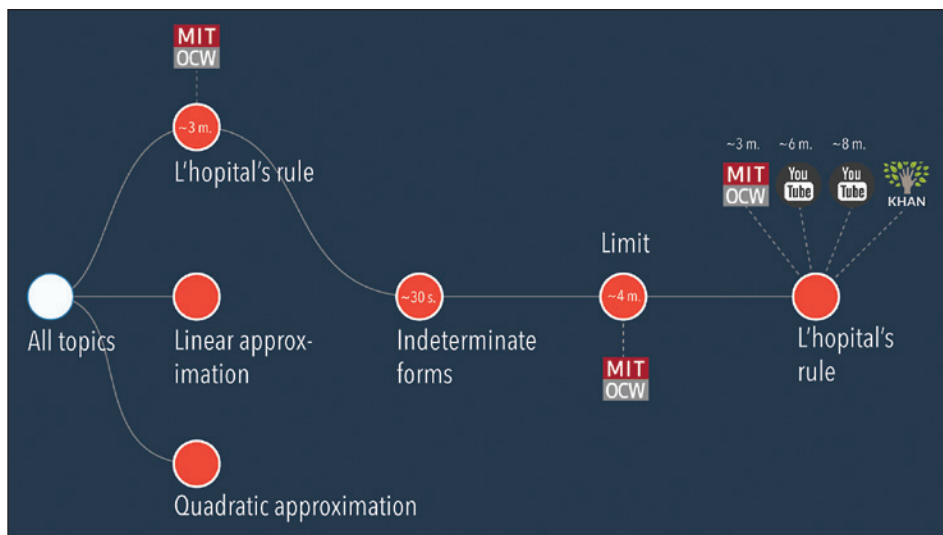 MIT
OCW
~3 m.
L'hopital's rule
~3 m. ~6 m. ~8 m.
MIT
OCW
You
Tube
You
Tube
KHAN
Limit
~30 s.
~4 m.
All topics
Linear approx-
imation
Indeterminate
forms
MIT
OCW
L'hopital's
rule
Quadratic approximation